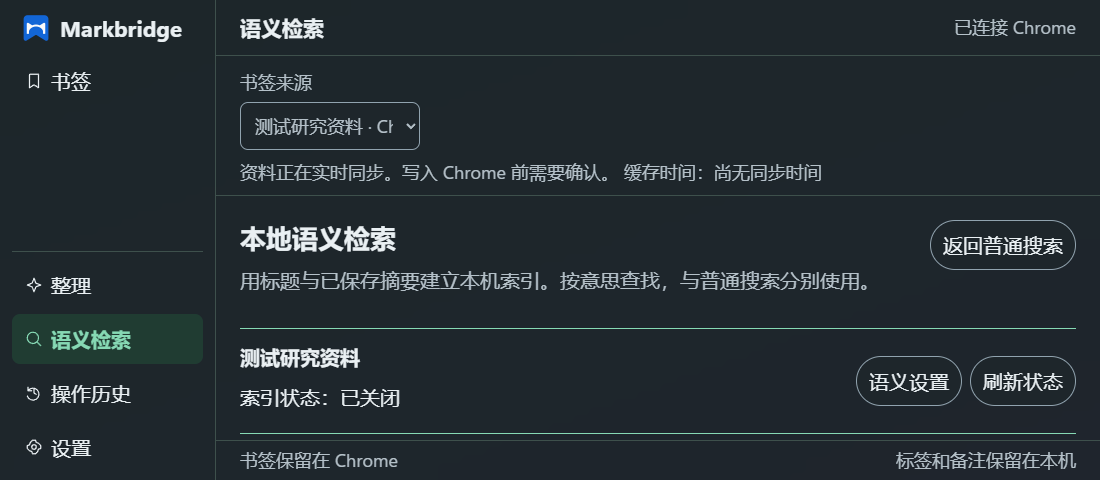 Markbridge
书签
整理
语义检索
操作历史
设置
语义检索
已连接 Chrome
书签来源
测试研究资料 · Ch
资料正在实时同步。写入 Chrome 前需要确认。 缓存时间：尚无同步时间
本地语义检索
返回普通搜索
用标题与已保存摘要建立本机索引。按意思查找，与普通搜索分别使用。
测试研究资料
索引状态：已关闭
语义设置
刷新状态
书签保留在 Chrome
标签和备注保留在本机